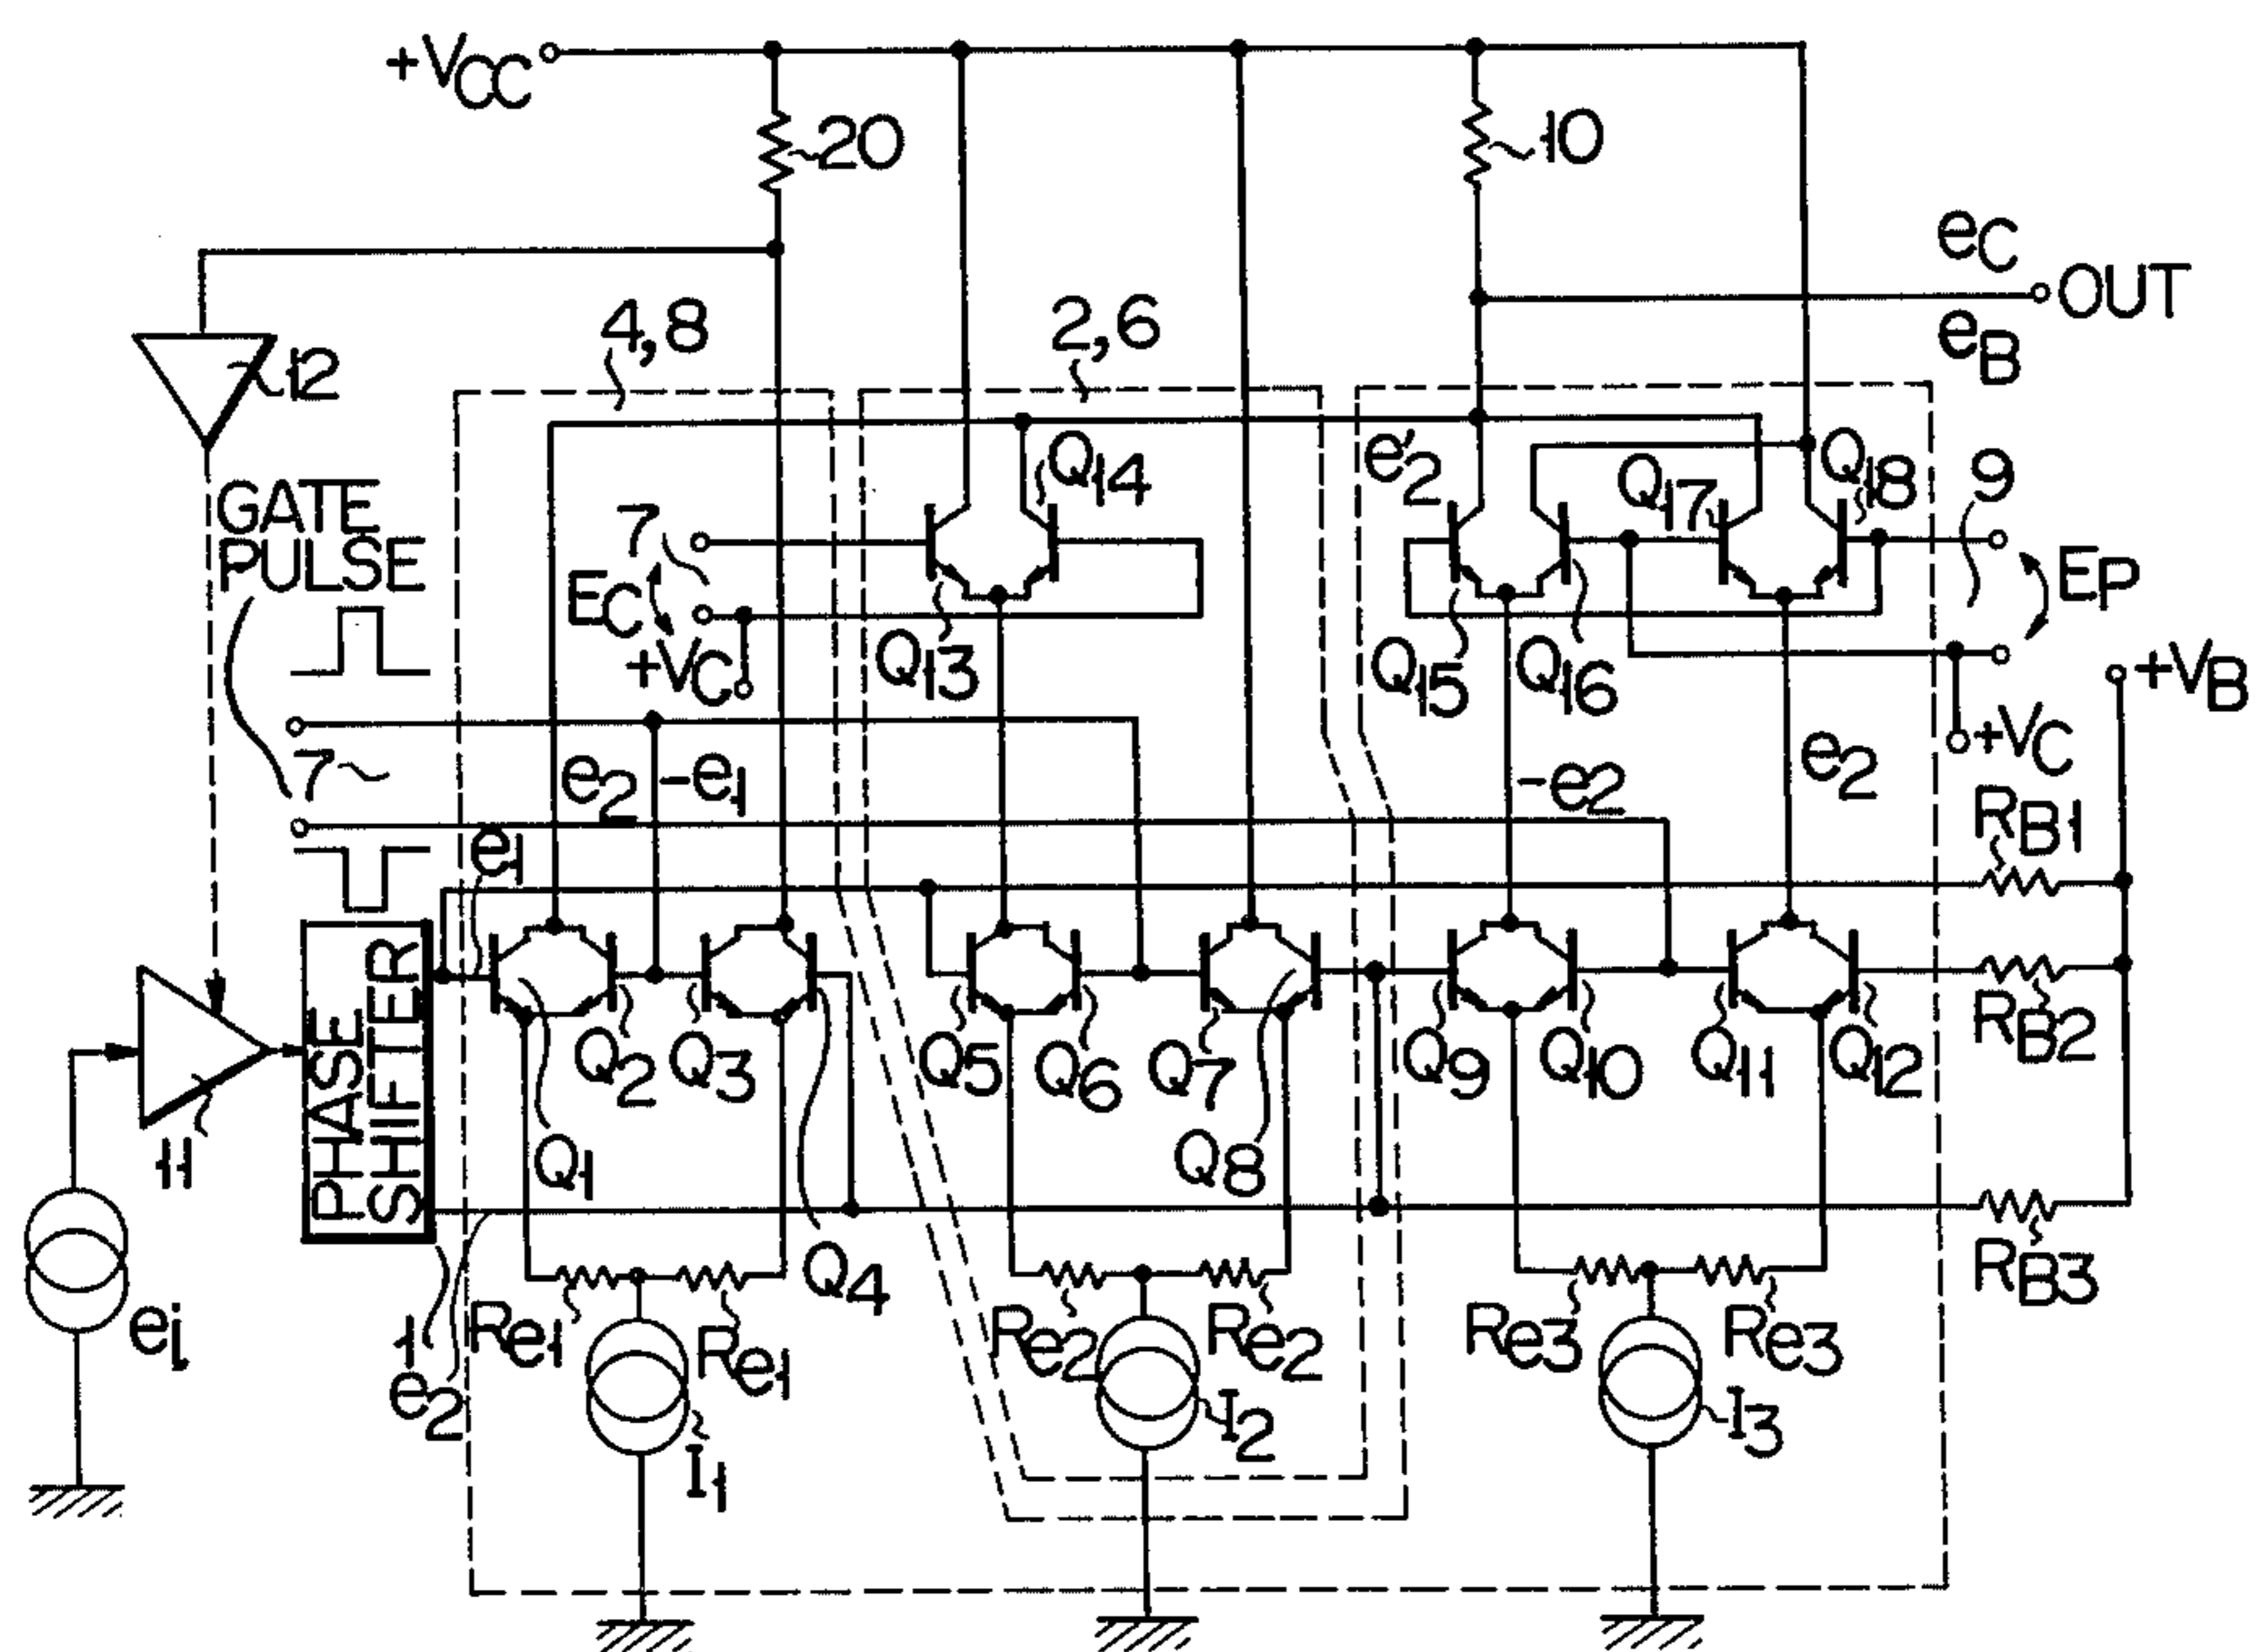 +VCC
20
10
eC
OUT
eB
12
4,8
2,6
e'2
Q14
Q17
Q18
9
GATE
PULSE
7
EC
+VC
Q13
Q15
Q16
EP
+VB
+VC
7
e2
-e1
-e2
e2
RB1
e1
PHASE
SHIFTER
Q2
Q3
Q5
Q6
Q7
Q9
Q10
Q11
Q12
RB2
11
Q1
Q8
Q4
RB3
ei
1
e2
Re1
Re1
Re2
Re2
Re3
Re3
I1
I2
I3